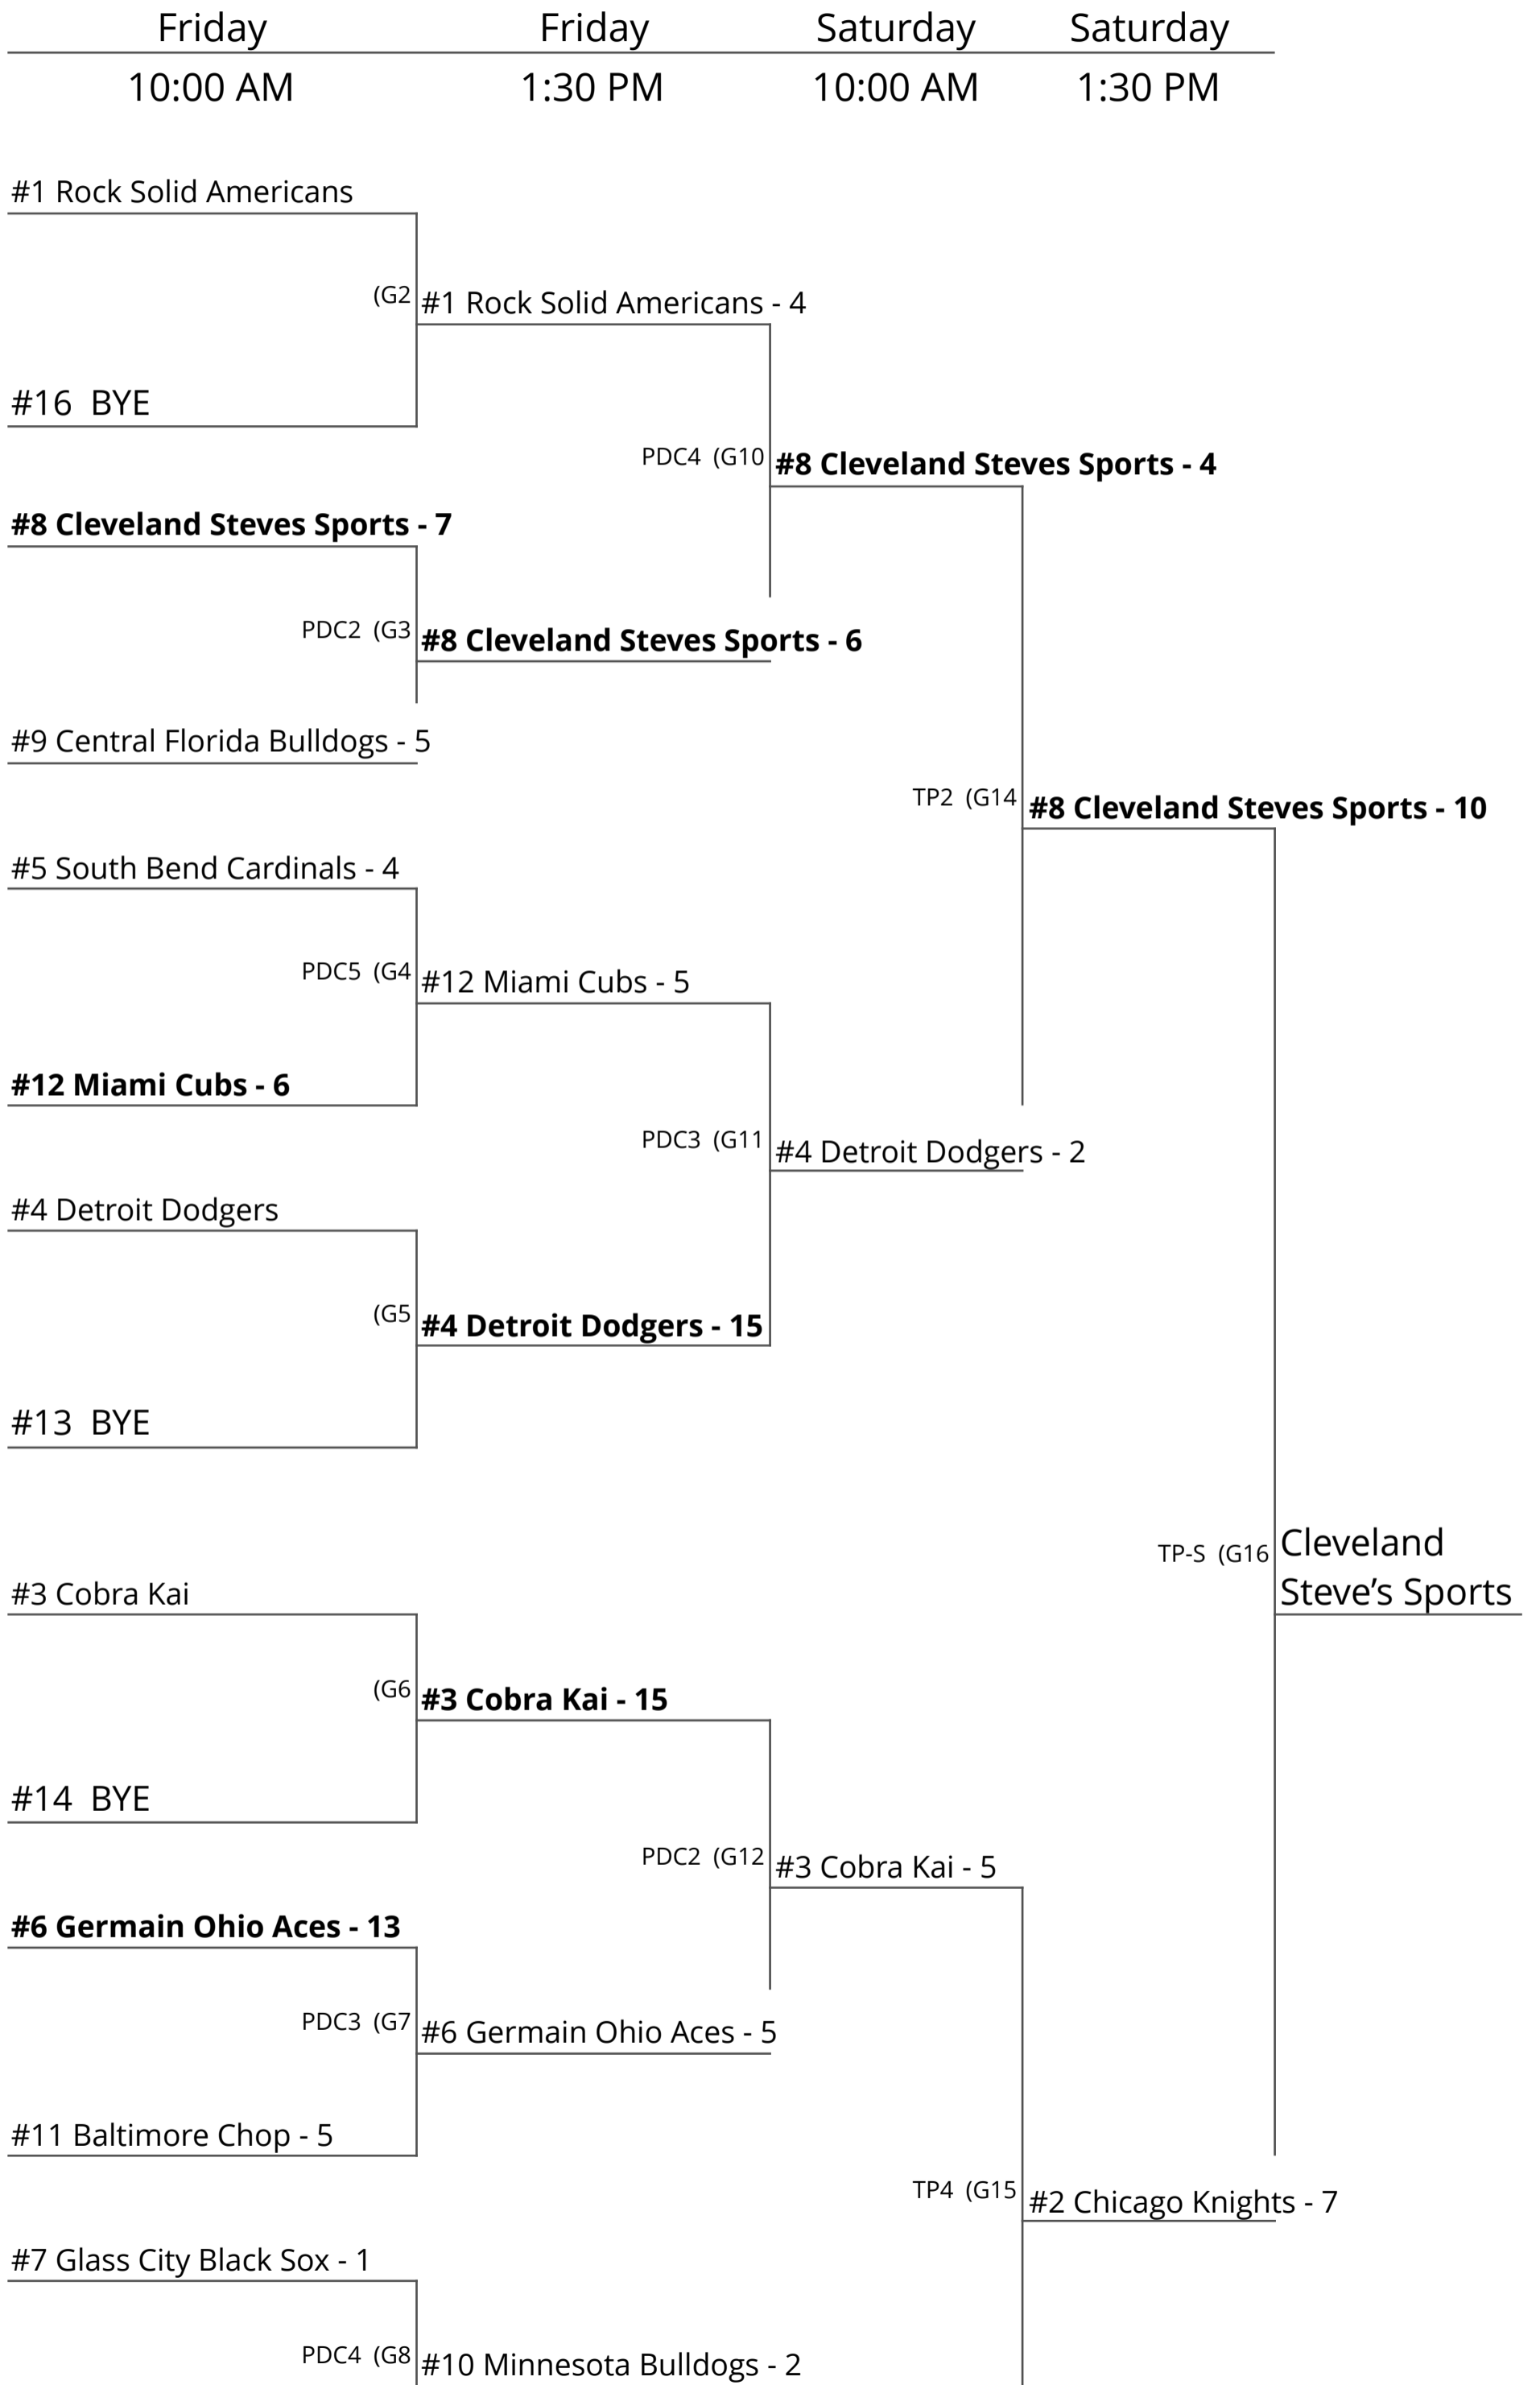 Friday Friday Saturday Saturday
10:00 AM 1:30 PM 10:00 AM 1:30 PM
#1 Rock Solid Americans
(G2
#1 Rock Solid Americans - 4
#16  BYE
PDC4  (G10
#8 Cleveland Steves Sports - 4
#8 Cleveland Steves Sports - 7
PDC2  (G3
#8 Cleveland Steves Sports - 6
#9 Central Florida Bulldogs - 5
TP2  (G14
#8 Cleveland Steves Sports - 10
#5 South Bend Cardinals - 4
PDC5  (G4
#12 Miami Cubs - 5
#12 Miami Cubs - 6
PDC3  (G11
#4 Detroit Dodgers - 2
#4 Detroit Dodgers
(G5
#4 Detroit Dodgers - 15
#13  BYE
TP-S  (G16
Cleveland
Steve’s Sports
#3 Cobra Kai
(G6
#3 Cobra Kai - 15
#14  BYE
PDC2  (G12
#3 Cobra Kai - 5
#6 Germain Ohio Aces - 13
PDC3  (G7
#6 Germain Ohio Aces - 5
#11 Baltimore Chop - 5
TP4  (G15
#2 Chicago Knights - 7
#7 Glass City Black Sox - 1
PDC4  (G8
#10 Minnesota Bulldogs - 2